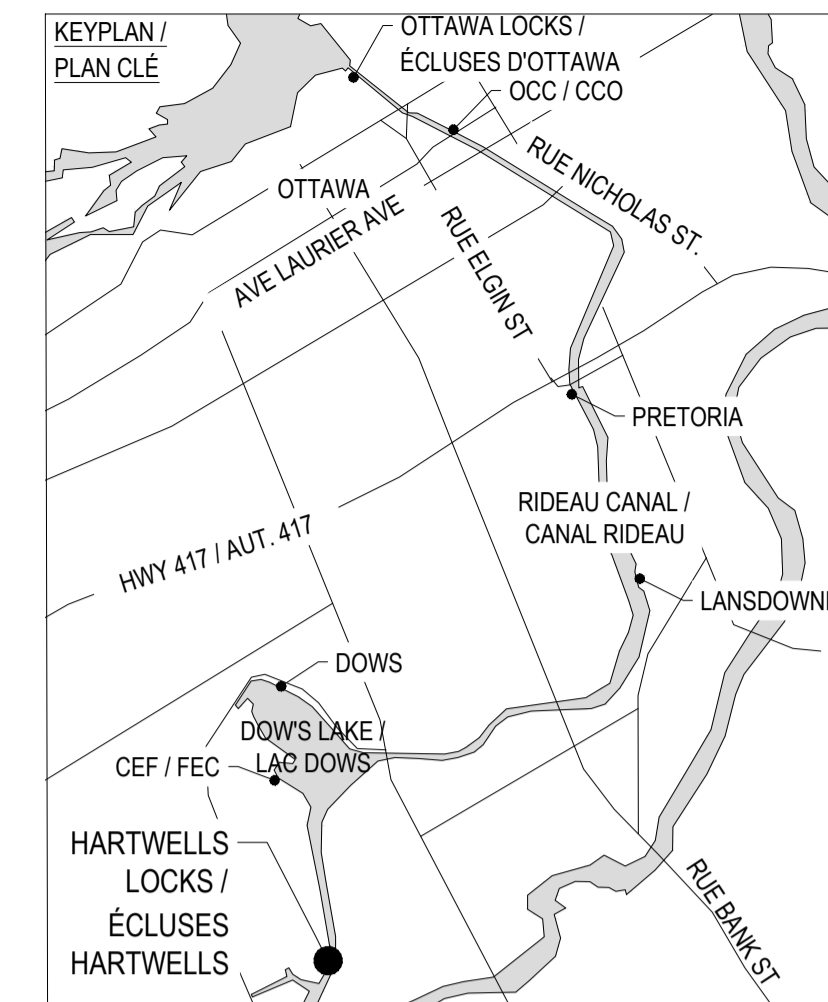 KEYPLAN /
PLAN CLÉ
OTTAWA LOCKS /
ÉCLUSES D'OTTAWA
OCC / CCO
RUE NICHOLAS ST.
OTTAWA
AVE LAURIER AVE
RUE ELGIN ST
PRETORIA
RIDEAU CANAL /
CANAL RIDEAU
HWY 417 / AUT. 417
LANSDOWN
DOWS
DOW'S LAKE /
LAC DOWS
CEF / FEC
HARTWELLS
LOCKS /
ÉCLUSES
HARTWELLS
RUE BANK ST